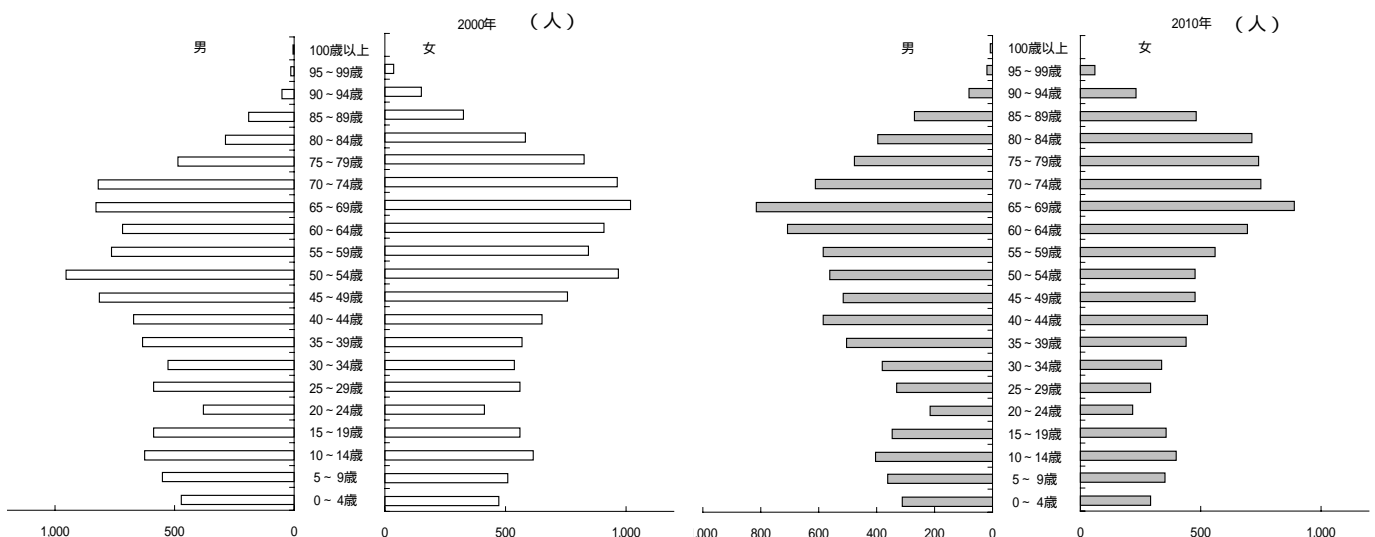 2000年 （人）
男 100歳以上 女
95～99歳
90～94歳
85～89歳
80～84歳
75～79歳
70～74歳
65～69歳
60～64歳
55～59歳
50～54歳
45～49歳
40～44歳
35～39歳
30～34歳
25～29歳
20～24歳
15～19歳
10～14歳
5～ 9歳
0～ 4歳
1,000 500 0 0 500 1,000
2010年 （人）
男 100歳以上 女
95～99歳
90～94歳
85～89歳
80～84歳
75～79歳
70～74歳
65～69歳
60～64歳
55～59歳
50～54歳
45～49歳
40～44歳
35～39歳
30～34歳
25～29歳
20～24歳
15～19歳
10～14歳
5～ 9歳
0～ 4歳
,000 800 600 400 200 0 0 500 1,000